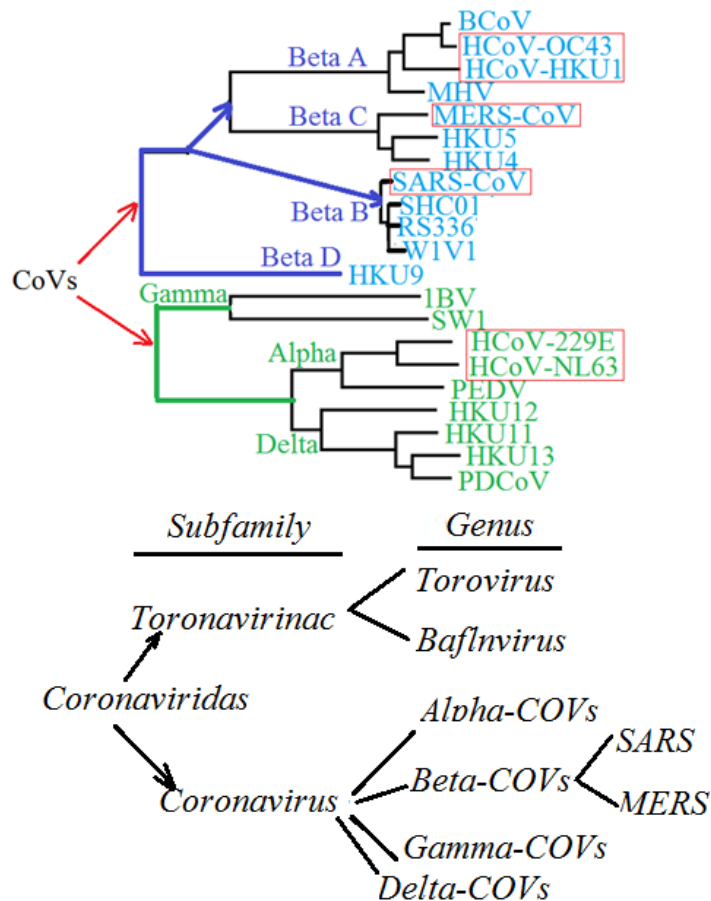 BCoV
HCoV-OC43
Beta A
HCoV-HKU1
MHV
Beta C
MERS-CoV
HKU5
HKU4
SARS-CoV
Beta B
SHC01
RS336
W1V1
Beta D
HKU9
CoVs
Gamma
1BV
SW1
HCoV-229E
Alpha
HCoV-NL63
PEDV
HKU12
Delta
HKU11
HKU13
PDCoV
Subfamily Genus
Torovirus
Toronavirinac
Baflnvirus
Coronaviridas
Alpha-COVs
SARS
Beta-COVs
Coronavirus
MERS
Gamma-COVs
Delta-COVs